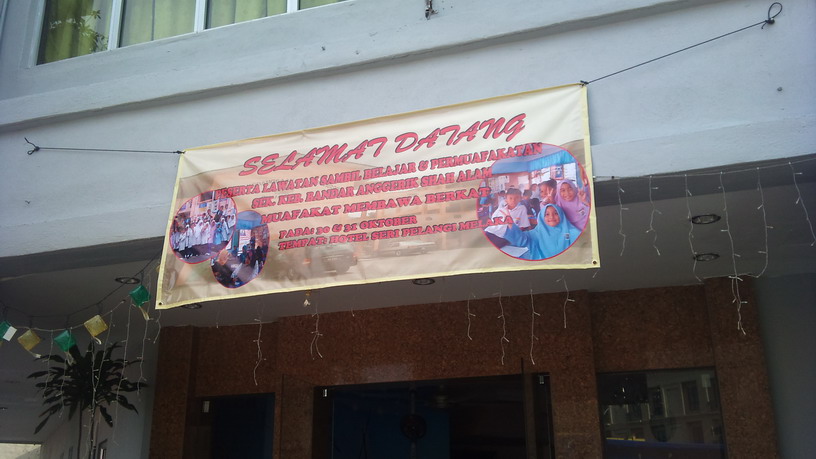 SELAMAT DATANG
PESERTA LAWATAN SAMBIL BELAJAR & PERMUAFAKATAN
SEK. KEB. BANDAR ANGGERIK SHAH ALAM
MUAFAKAT MEMBAWA BERKAT
PADA: 30 & 31 OKTOBER
TEMPAT: HOTEL SERI PELANGI MELAKA